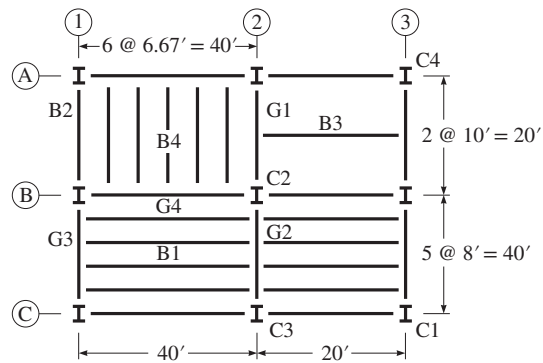 1 2 3
6 @ 6.67′ = 40′
A C4
B2 G1
B3
B4 2 @ 10′ = 20′
C2
B
G4
G3 G2
B1 5 @ 8′ = 40′
C
C3 C1
40′ 20′